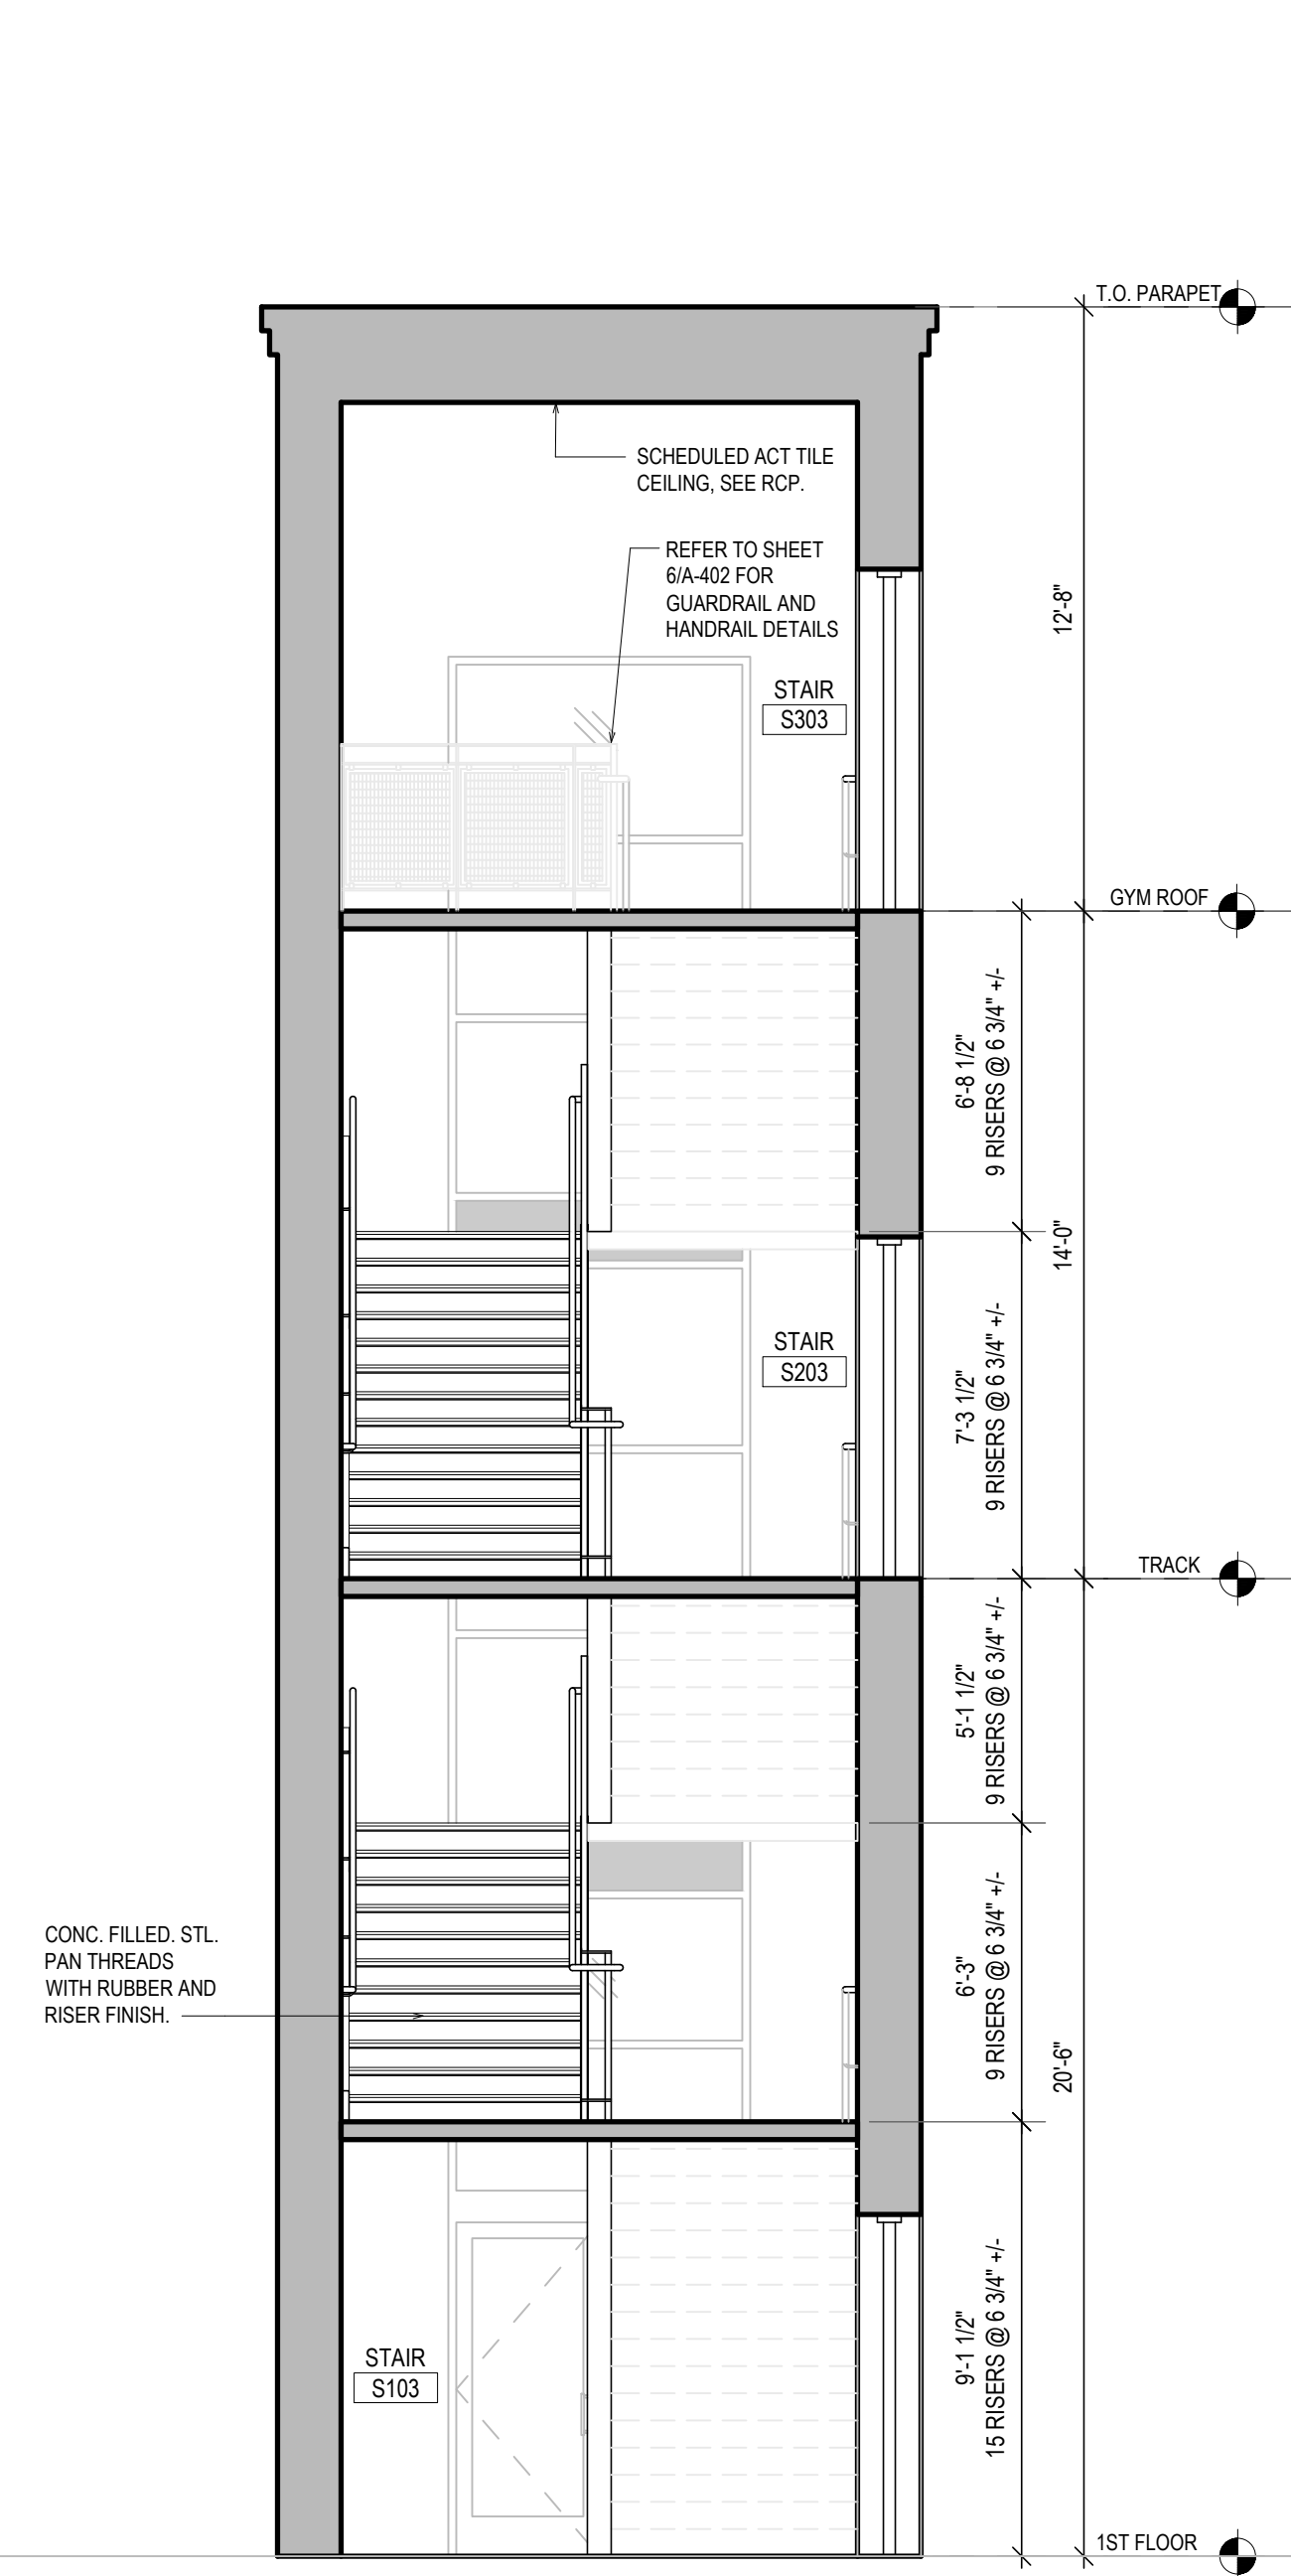 T.O. PARAPET
SCHEDULED ACT TILE
CEILING, SEE RCP.
REFER TO SHEET
6/A-402 FOR
GUARDRAIL AND
HANDRAIL DETAILS
12'-8"
STAIR
S303
GYM ROOF
6'-8 1/2"
9 RISERS @ 6 3/4" +/-
14'-0"
STAIR
S203
7'-3 1/2"
9 RISERS @ 6 3/4" +/-
TRACK
5'-1 1/2"
9 RISERS @ 6 3/4" +/-
CONC. FILLED. STL.
PAN THREADS
WITH RUBBER AND
RISER FINISH.
6'-3"
9 RISERS @ 6 3/4" +/-
20'-6"
STAIR
S103
9'-1 1/2"
15 RISERS @ 6 3/4" +/-
1ST FLOOR